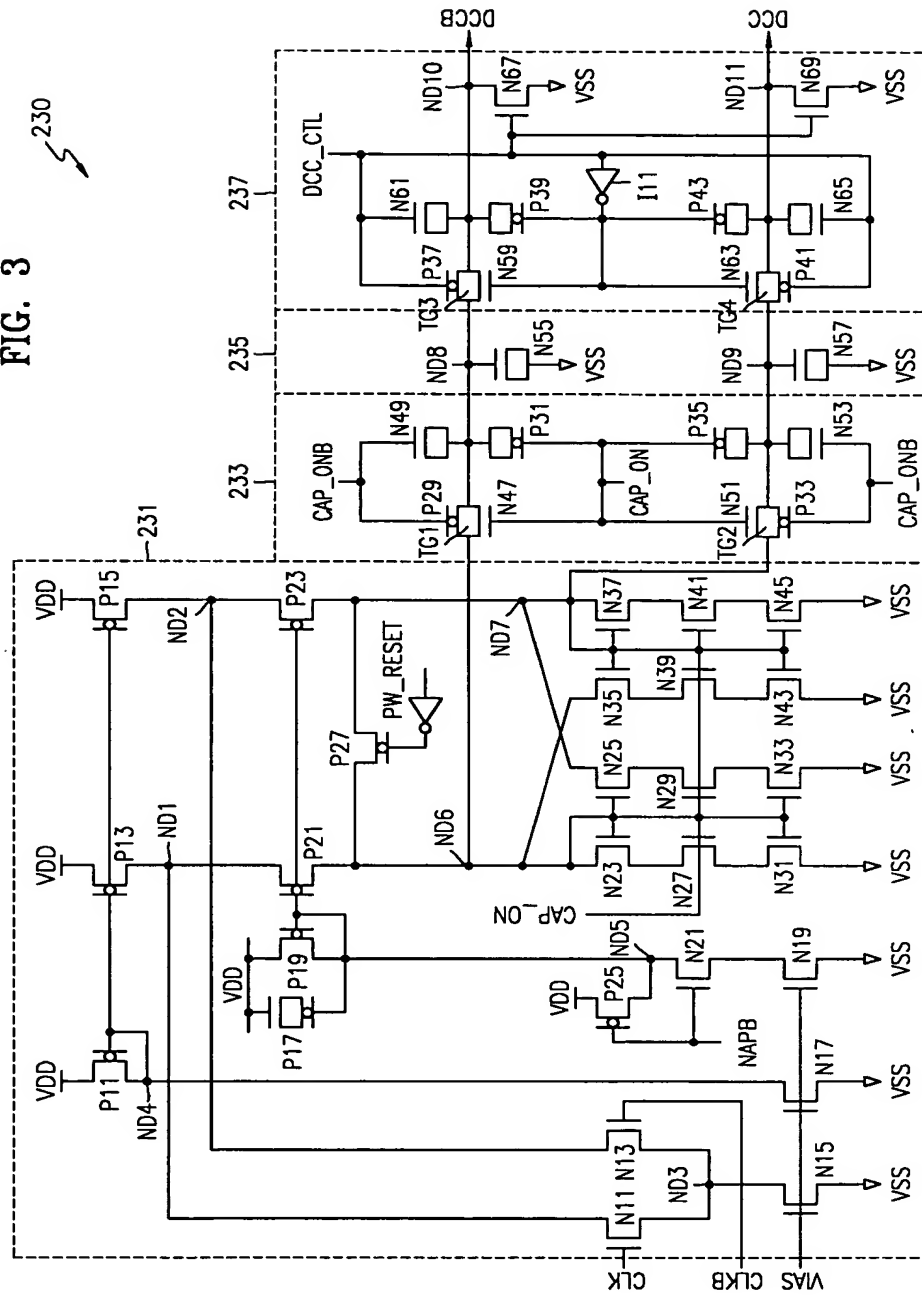 FIG. 3
230
231
233
235
237
VDD
P11
ND4
VDD
P13
ND1
VDD
P15
ND2
VDD
P17
P19
P21
P23
P27
PW_RESET
ND6
ND7
CAP_ON
VDD
P25
ND5
NAPB
N21
N19
VSS
N17
VSS
N11
N13
ND3
N15
VSS
CLK
CLKB
VIAS
N23
N25
N35
N37
N27
N29
N39
N41
N31
N33
N43
N45
VSS
VSS
VSS
VSS
CAP_ONB
P29
N49
TG1
N47
P31
CAP_ON
N51
P35
TG2
P33
N53
CAP_ONB
ND8
N55
VSS
ND9
N57
VSS
DCC_CTL
N61
P37
TG3
N59
P39
I11
N63
P43
TG4
P41
N65
ND10
N67
VSS
ND11
N69
VSS
DCCB
DCC